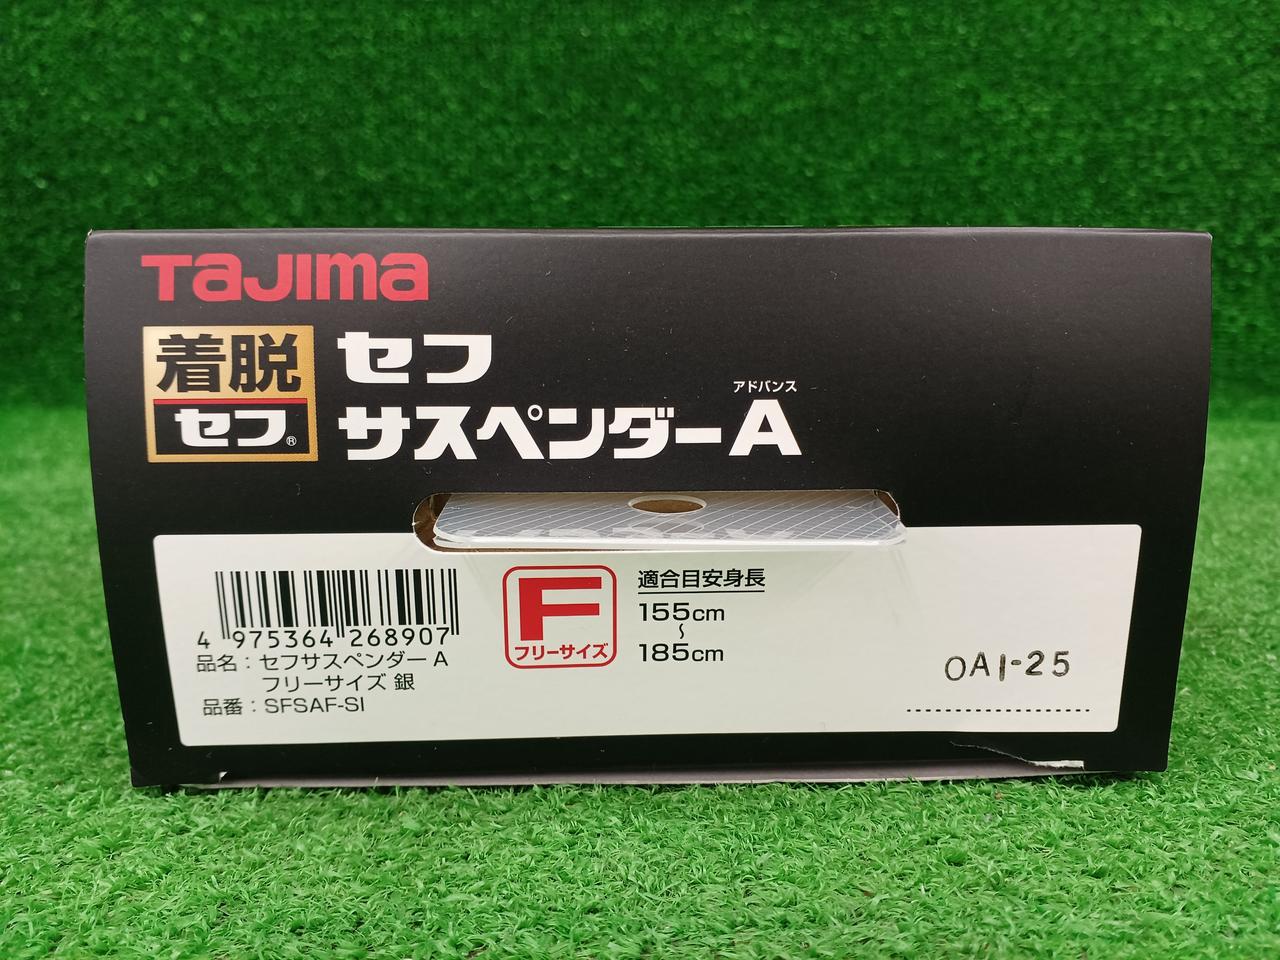 TaJIma
着脱
セフ®
セフ
アドバンス
サスペンダーA
4 975364 268907
品名：セフサスペンダー A
フリーサイズ 銀
品番：SFSAF-SI
F
フリーサイズ
適合目安身長
155cm
〜
185cm
OA1-25